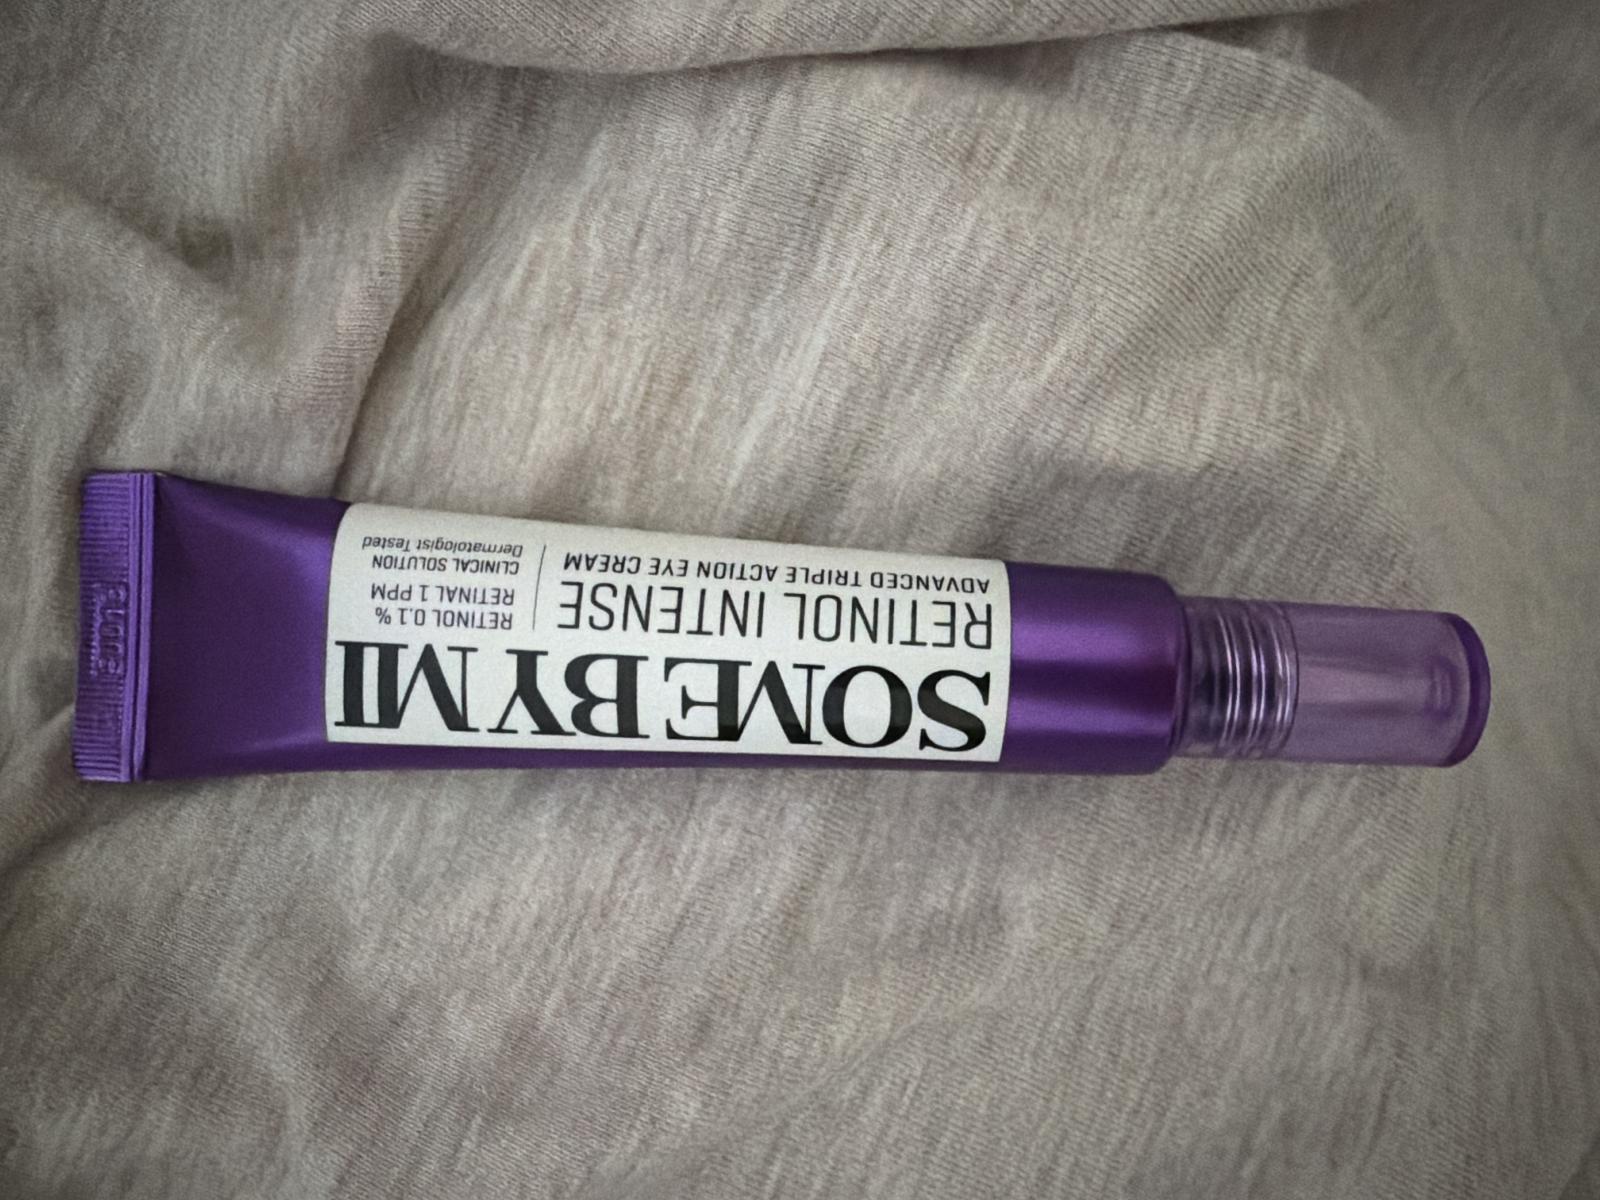 SOME BY MI
RETINOL INTENSE
ADVANCED TRIPLE ACTION EYE CREAM
RETINOL 0.1 %
RETINAL 1 PPM
CLINICAL SOLUTION
Dermatologist Tested